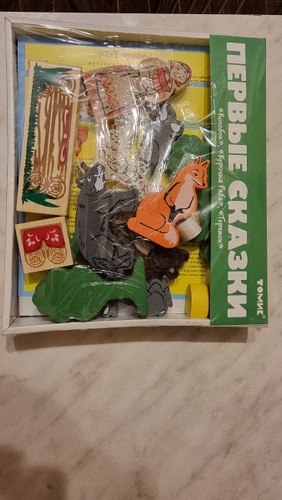 ПЕРВЫЕ СКАЗКИ
«Колобок», «Курочка Ряба», «Теремок»
ТОМИК